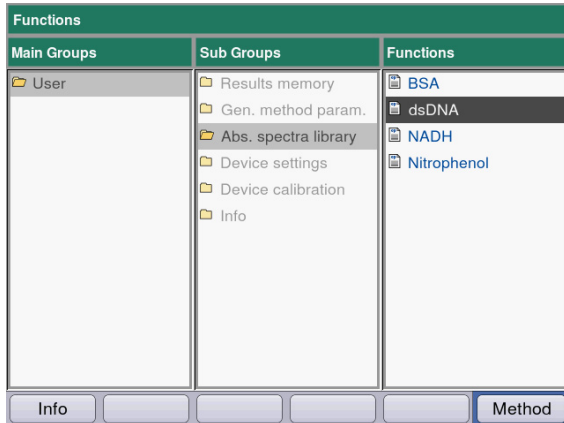 Functions
Main Groups
Sub Groups
Functions
User
Results memory
Gen. method param.
Abs. spectra library
Device settings
Device calibration
Info
BSA
dsDNA
NADH
Nitrophenol
Info
Method